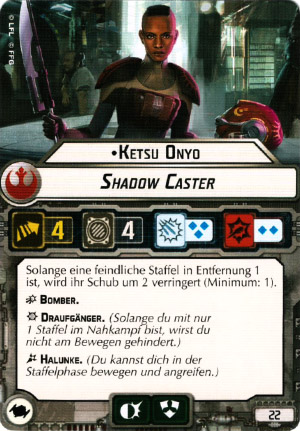 © LFL © FFG
•Ketsu Onyo
Shadow Caster
4 4
Solange eine feindliche Staffel in Entfernung 1
ist, wird ihr Schub um 2 verringert (Minimum: 1).
Bomber.
Draufgänger. (Solange du mit nur
1 Staffel im Nahkampf bist, wirst du
nicht am Bewegen gehindert.)
Halunke. (Du kannst dich in der
Staffelphase bewegen und angreifen.)
22